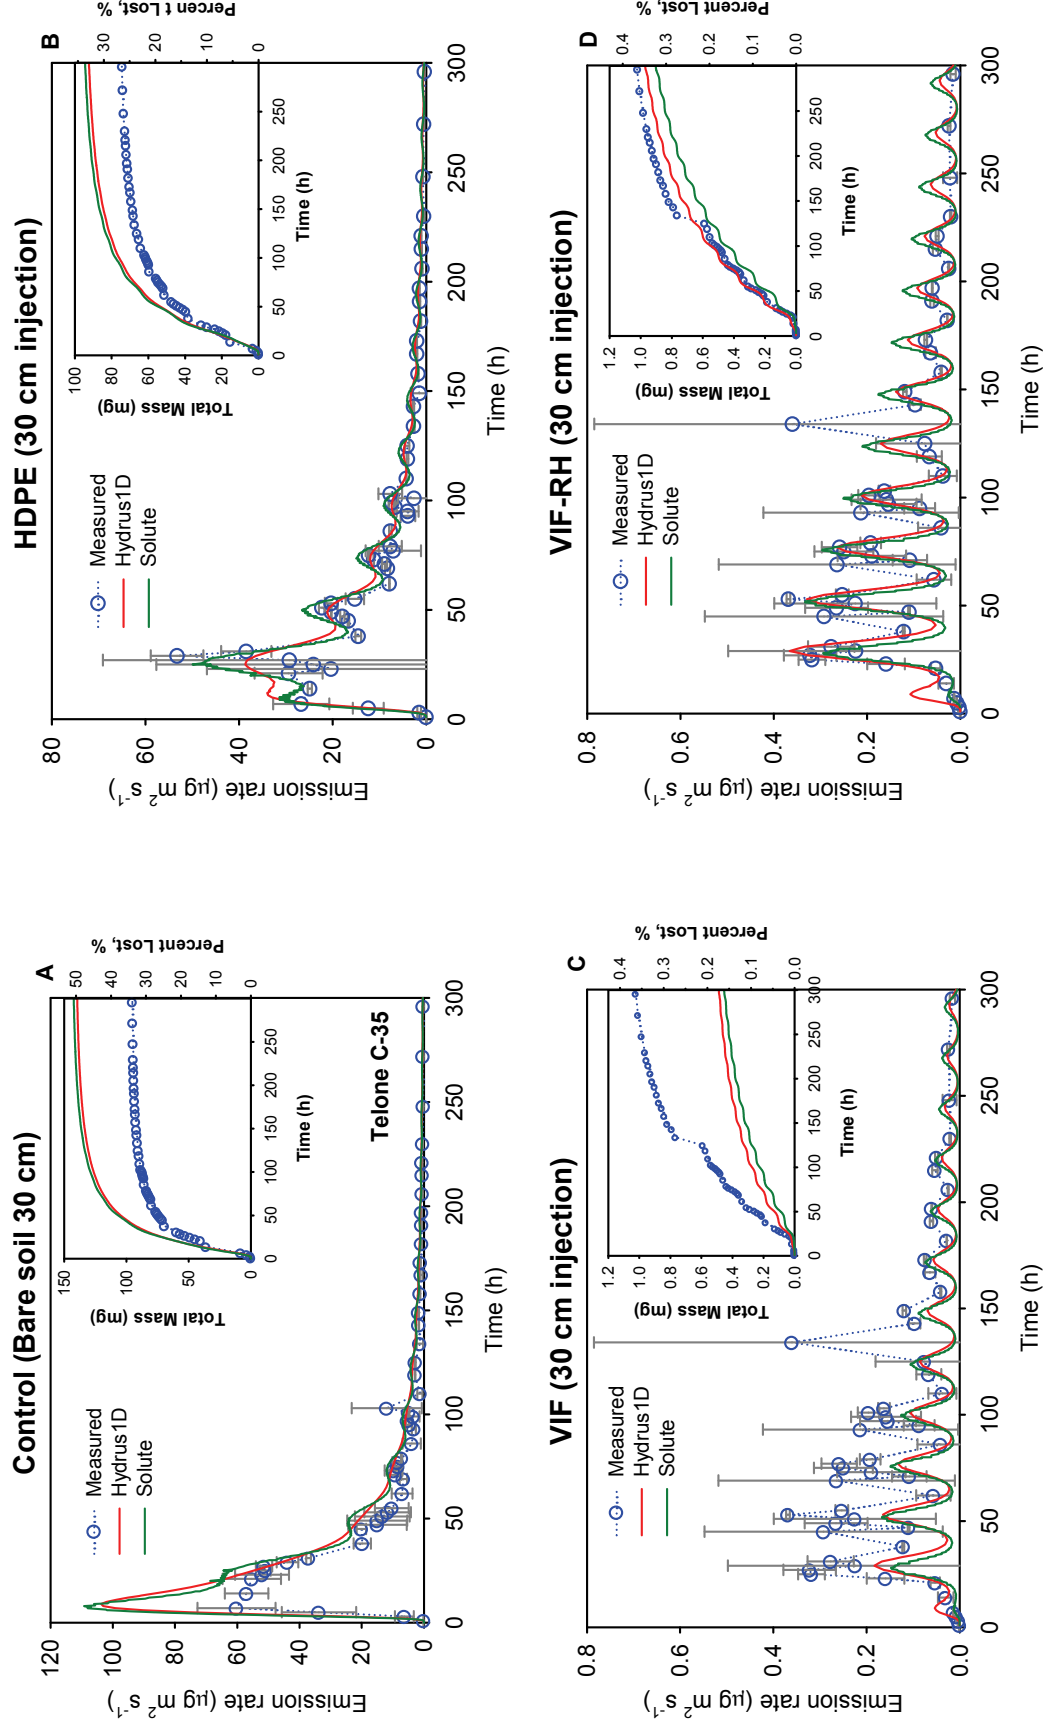 Control (Bare soil 30 cm)
A
Emission rate (µg m⁻² s⁻¹)
120
100
80
60
40
20
0
Measured
Hydrus1D
Solute
Total Mass (mg)
150
100
50
0
Percent Lost, %
50
40
30
20
10
0
0 50 100 150 200 250
Time (h)
Telone C-35
0 50 100 150 200 250 300
Time (h)
HDPE (30 cm injection)
B
Emission rate (µg m⁻² s⁻¹)
80
60
40
20
0
Measured
Hydrus1D
Solute
Total Mass (mg)
100
80
60
40
20
0
Percen t Lost, %
30
20
10
0
0 50 100 150 200 250
Time (h)
0 50 100 150 200 250 300
Time (h)
VIF (30 cm injection)
C
Emission rate (µg m⁻² s⁻¹)
0.8
0.6
0.4
0.2
0.0
Measured
Hydrus1D
Solute
Total Mass (mg)
1.2
1.0
0.8
0.6
0.4
0.2
0.0
Percent Lost, %
0.4
0.3
0.2
0.1
0.0
0 50 100 150 200 250 300
Time (h)
0 50 100 150 200 250 300
Time (h)
VIF-RH (30 cm injection)
D
Emission rate (µg m⁻² s⁻¹)
0.8
0.6
0.4
0.2
0.0
Measured
Hydrus1D
Solute
Total Mass (mg)
1.2
1.0
0.8
0.6
0.4
0.2
0.0
Percent Lost, %
0.4
0.3
0.2
0.1
0.0
0 50 100 150 200 250
Time (h)
0 50 100 150 200 250 300
Time (h)